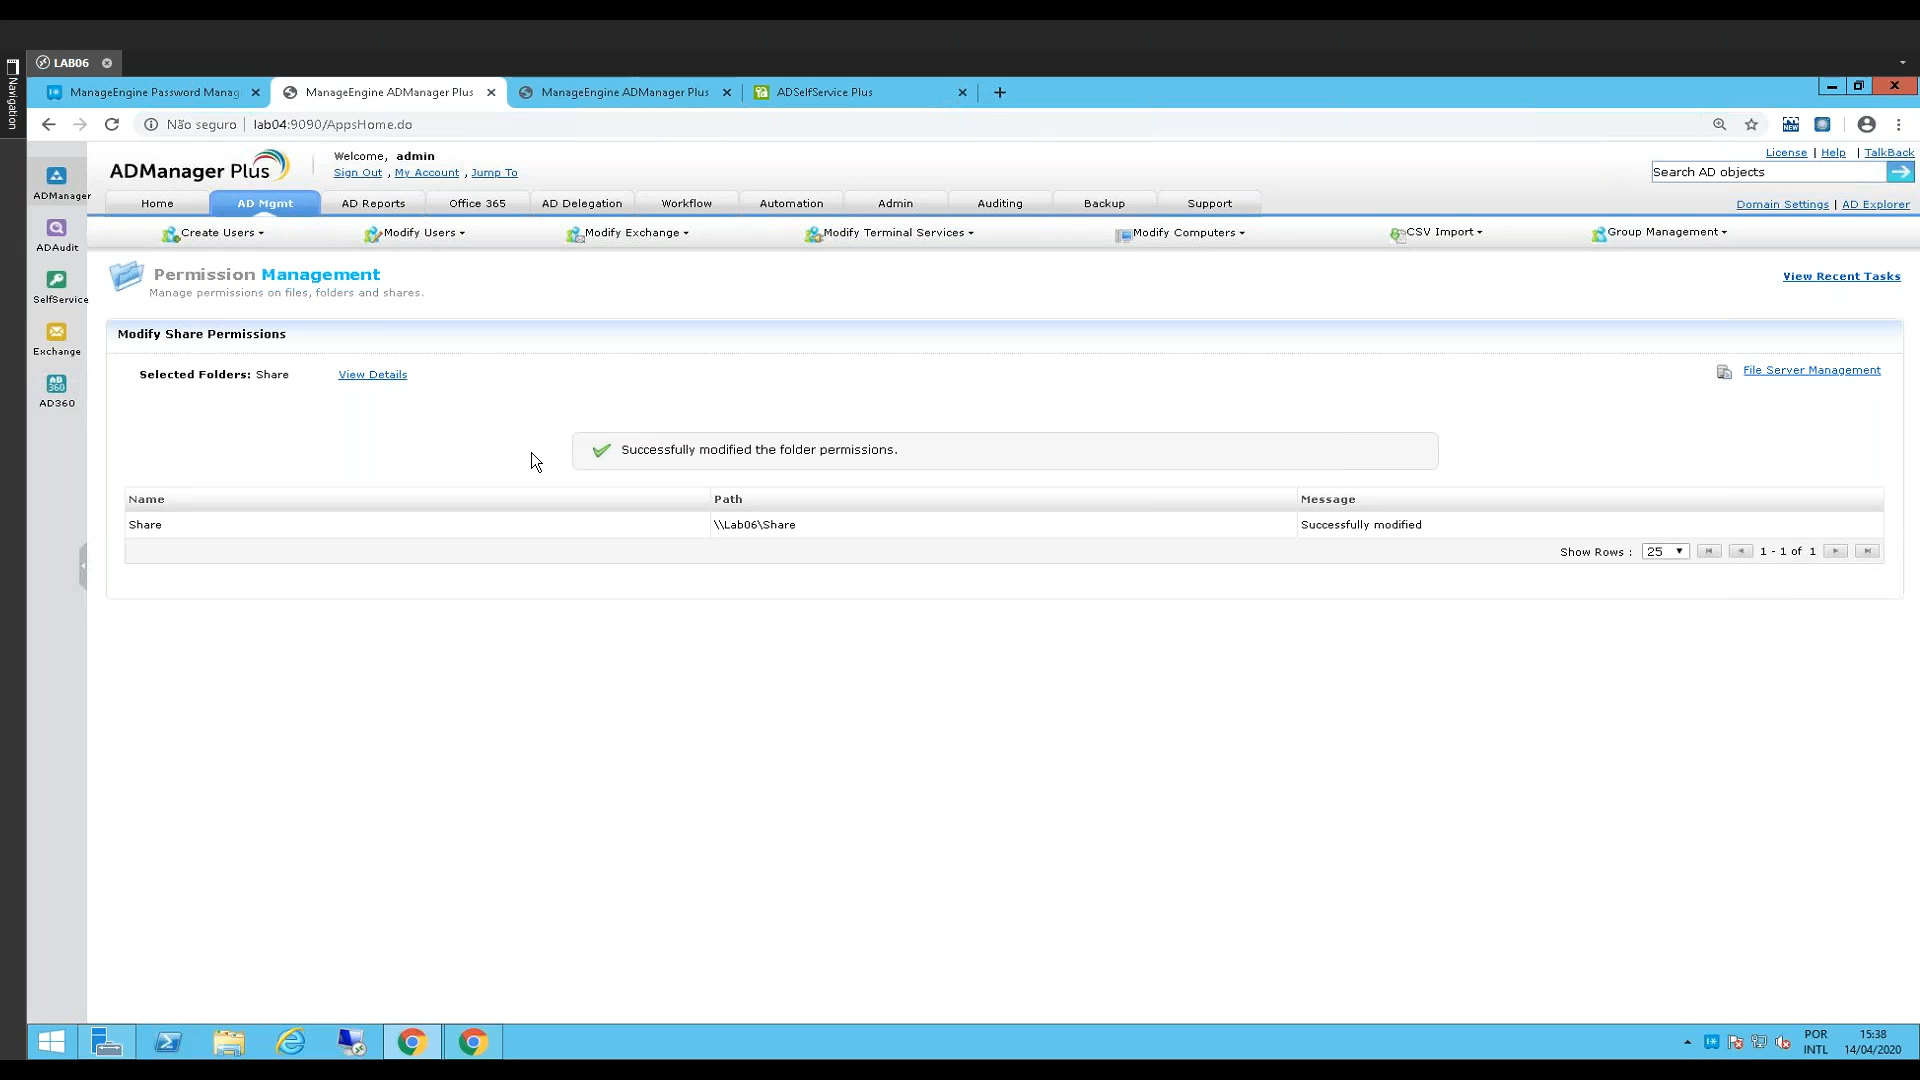 LAB06
Navigation
ManageEngine Password Manag
ManageEngine ADManager Plus
ManageEngine ADManager Plus
ADSelfService Plus
Não seguro
lab04:9090/AppsHome.do
ADManager Plus
Welcome, admin
Sign Out , My Account , Jump To
License | Help | TalkBack
Search AD objects
Domain Settings | AD Explorer
Home
AD Mgmt
AD Reports
Office 365
AD Delegation
Workflow
Automation
Admin
Auditing
Backup
Support
Create Users
Modify Users
Modify Exchange
Modify Terminal Services
Modify Computers
CSV Import
Group Management
ADManager
ADAudit
SelfService
Exchange
AD360
AD360
Permission Management
Manage permissions on files, folders and shares.
View Recent Tasks
Modify Share Permissions
Selected Folders: Share
View Details
File Server Management
Successfully modified the folder permissions.
Name Path Message
Share \\Lab06\Share Successfully modified
Show Rows : 25 1 - 1 of 1
POR
INTL
15:38
14/04/2020
NEW